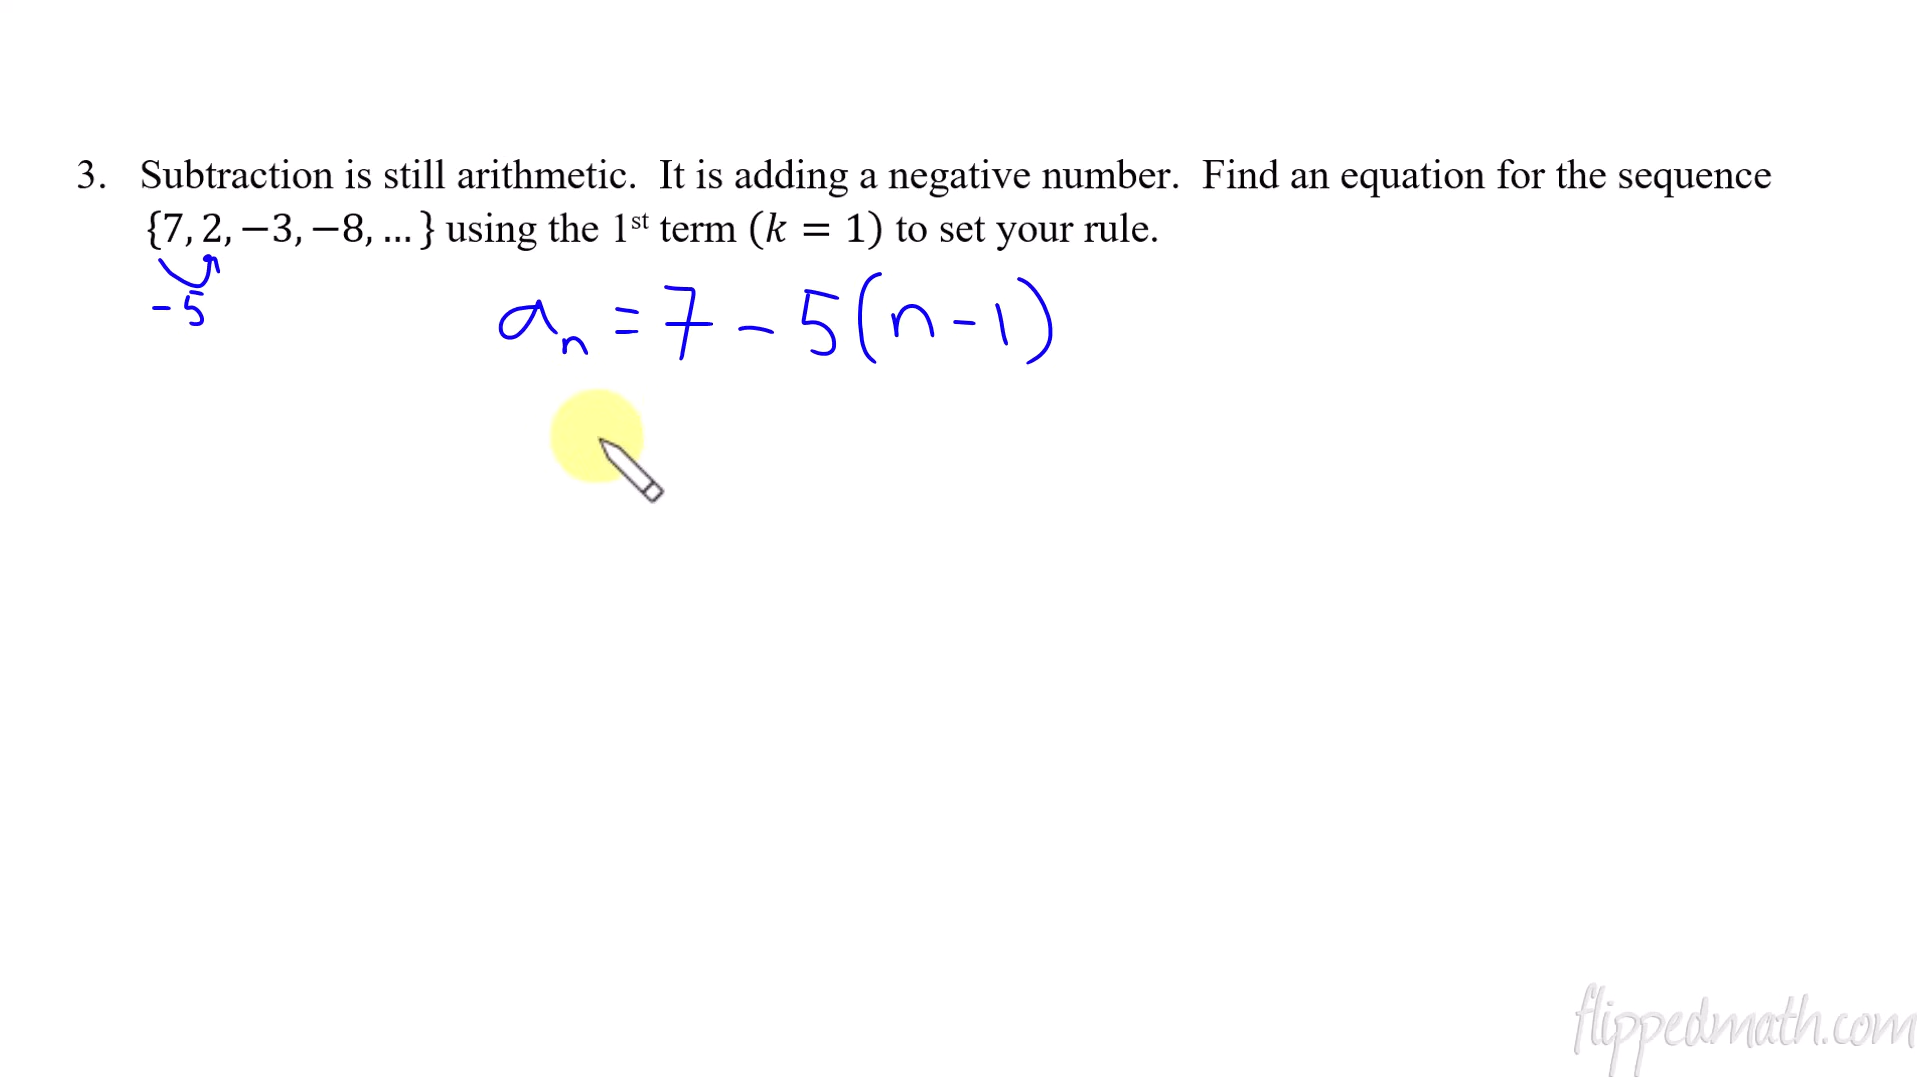 3. Subtraction is still arithmetic. It is adding a negative number. Find an equation for the sequence
{7, 2, −3, −8, … } using the 1st term (k = 1) to set your rule.
-5
aₙ = 7 - 5(n-1)
flippedmath.com